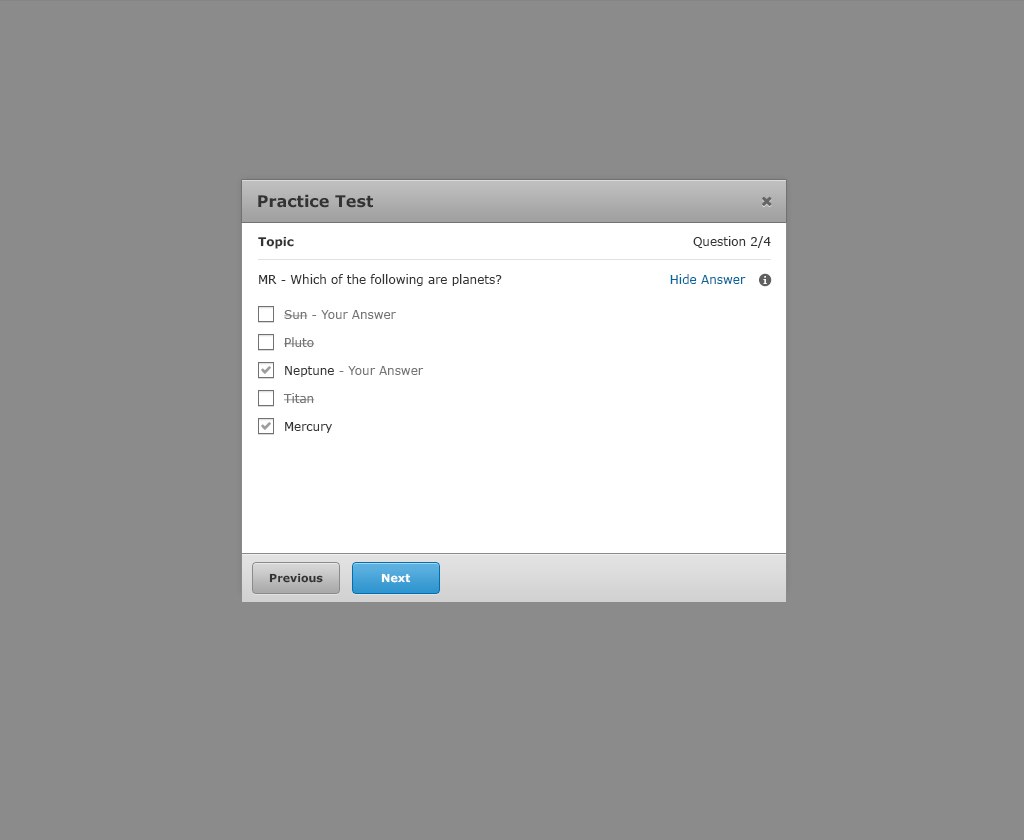 Practice Test
Topic Question 2/4
MR - Which of the following are planets? Hide Answer
Sun - Your Answer
Pluto
Neptune - Your Answer
Titan
Mercury
Previous Next